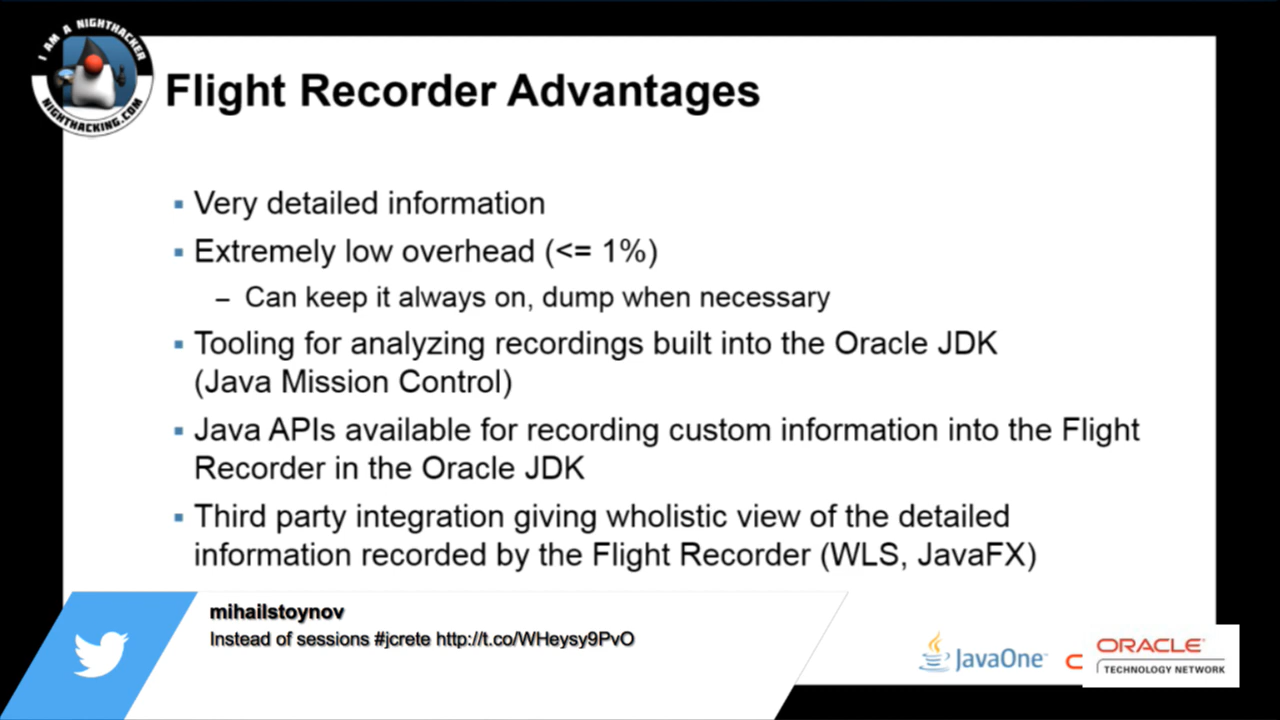 I AM A NIGHTHACKER
NIGHTHACKING.COM
Flight Recorder Advantages
Very detailed information
Extremely low overhead (<= 1%)
– Can keep it always on, dump when necessary
Tooling for analyzing recordings built into the Oracle JDK
(Java Mission Control)
Java APIs available for recording custom information into the Flight
Recorder in the Oracle JDK
Third party integration giving wholistic view of the detailed
information recorded by the Flight Recorder (WLS, JavaFX)
mihailstoynov
Instead of sessions #jcrete http://t.co/WHeysy9PvO
JavaOne™
ORACLE
TECHNOLOGY NETWORK